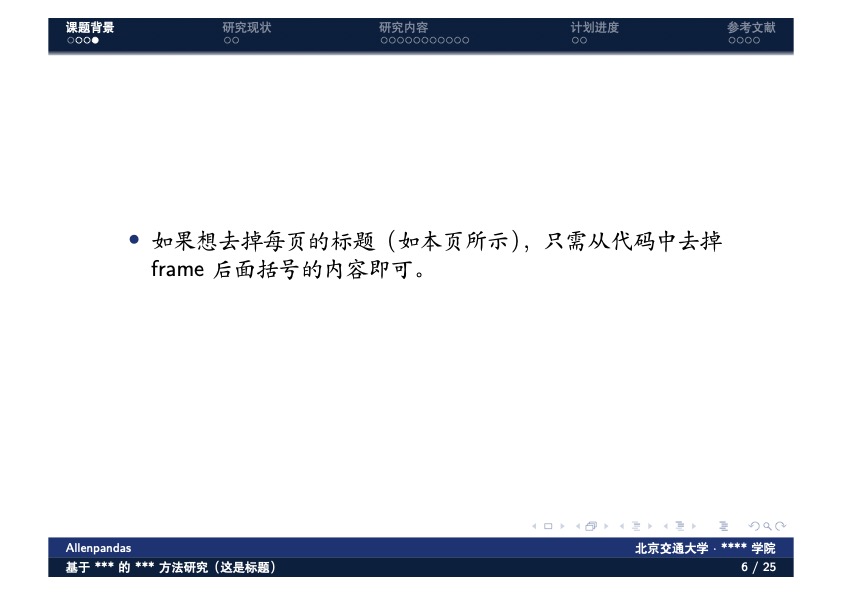 课题背景 研究现状 研究内容 计划进度 参考文献
如果想去掉每页的标题（如本页所示），只需从代码中去掉
frame 后面括号的内容即可。
Allenpandas 北京交通大学 · **** 学院
基于 *** 的 *** 方法研究（这是标题） 6 / 25